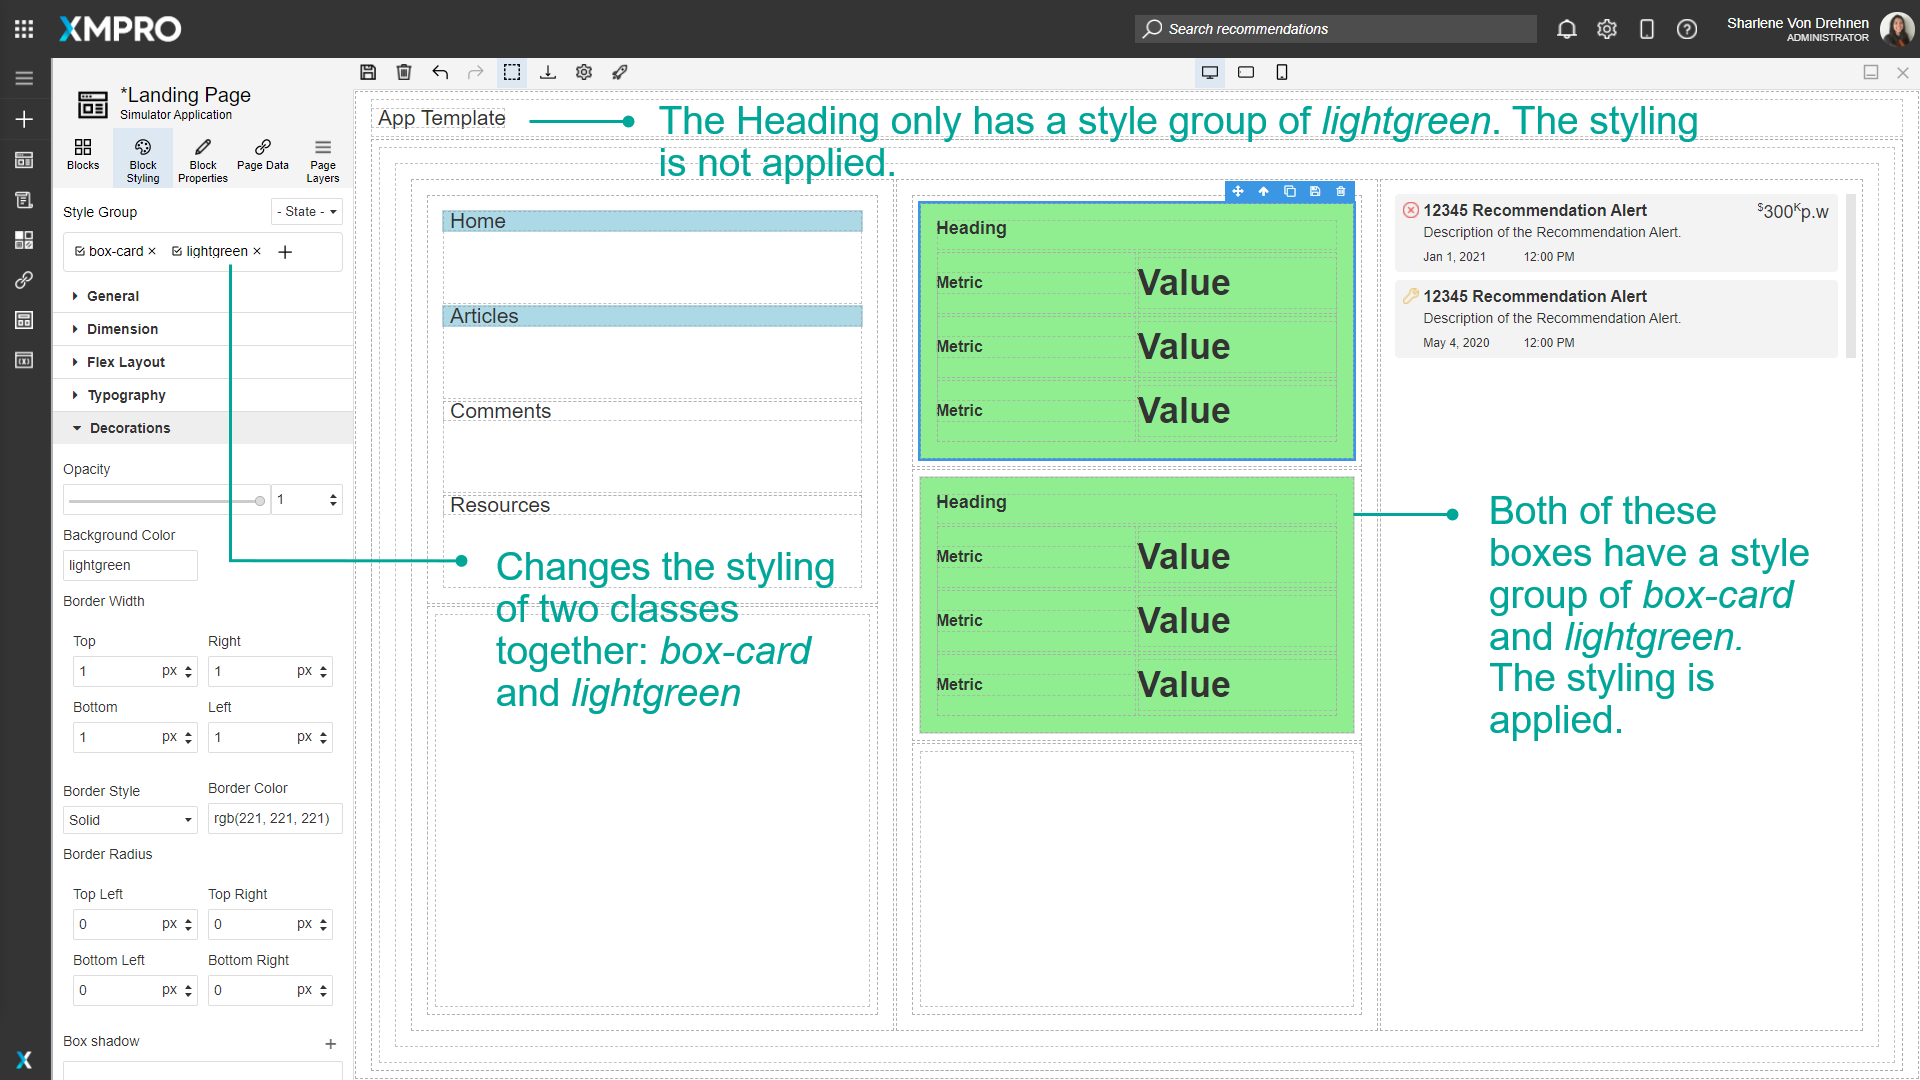 XMPRO
Search recommendations
Sharlene Von Drehnen
ADMINISTRATOR
*Landing Page
Simulator Application
Blocks
Block Styling
Block Properties
Page Data
Page Layers
Style Group
- State -
box-card × lightgreen × +
General
Dimension
Flex Layout
Typography
Decorations
Opacity
1
Background Color
lightgreen
Border Width
Top Right
1 px 1 px
Bottom Left
1 px 1 px
Border Style Border Color
Solid rgb(221, 221, 221)
Border Radius
Top Left Top Right
0 px 0 px
Bottom Left Bottom Right
0 px 0 px
Box shadow +
X
App Template
The Heading only has a style group of lightgreen. The styling
is not applied.
Home
Articles
Comments
Resources
Changes the styling
of two classes
together: box-card
and lightgreen
Heading
Metric Value
Metric Value
Metric Value
Heading
Metric Value
Metric Value
Metric Value
12345 Recommendation Alert $300Kp.w
Description of the Recommendation Alert.
Jan 1, 2021 12:00 PM
12345 Recommendation Alert
Description of the Recommendation Alert.
May 4, 2020 12:00 PM
Both of these
boxes have a style
group of box-card
and lightgreen.
The styling is
applied.